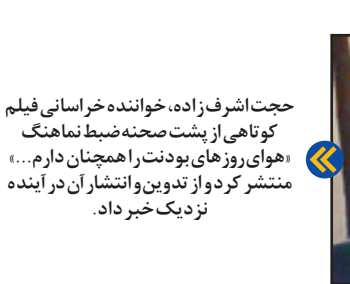 حجت اشرف‌زاده، خواننده خراسانی فیلم
کوتاهی از پشت صحنه ضبط نماهنگ
«هوای روزهای بودنت را همچنان دارم...»
منتشر کرد و از تدوین و انتشار آن در آینده
نزدیک خبر داد.